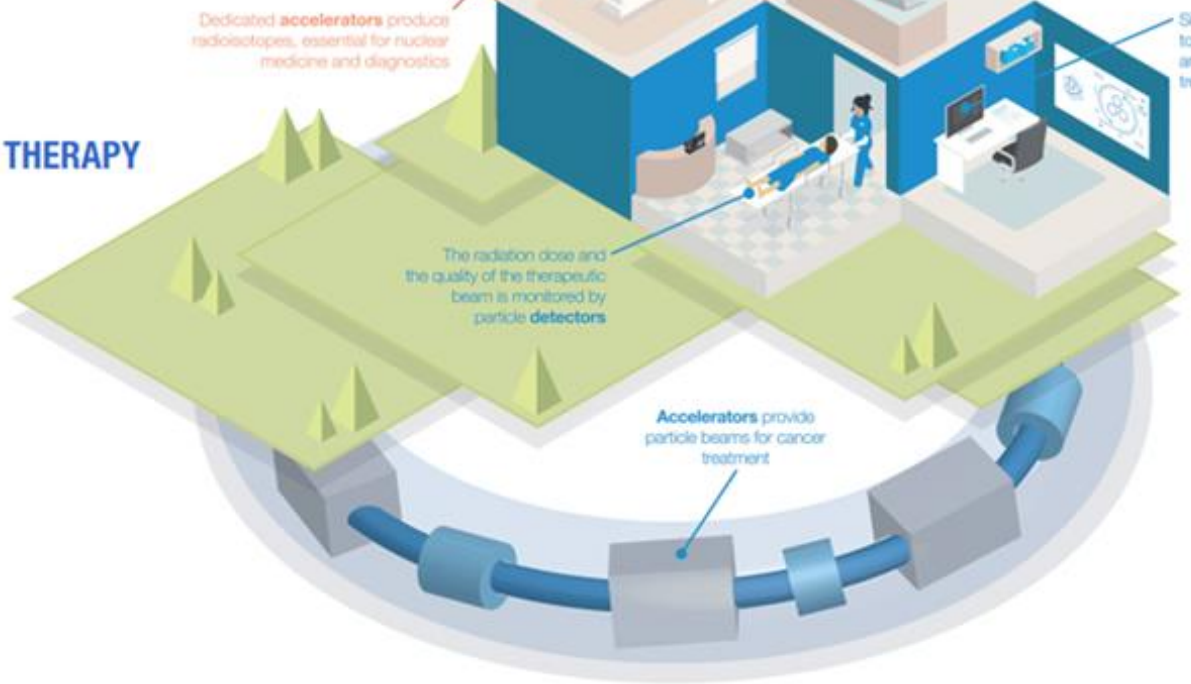 Dedicated accelerators produce
radioisotopes, essential for nuclear
medicine and diagnostics
THERAPY
The radiation dose and
the quality of the therapeutic
beam is monitored by
particle detectors
Accelerators provide
particle beams for cancer
treatment